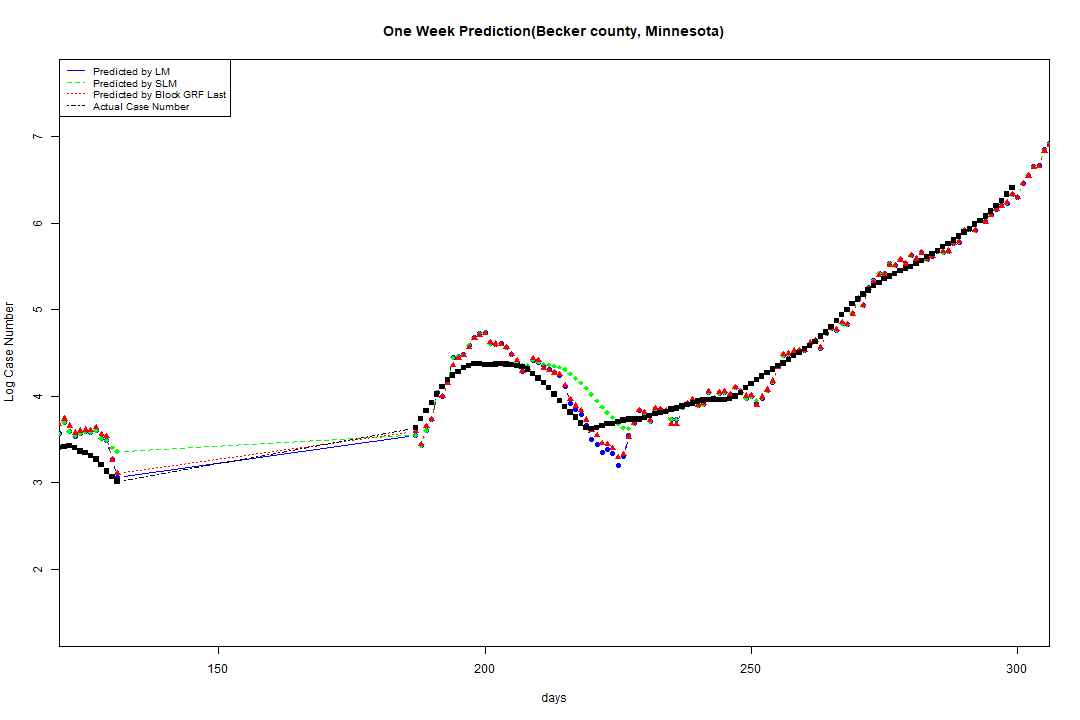 One Week Prediction(Becker county, Minnesota)
Predicted by LM
Predicted by SLM
Predicted by Block GRF Last
Actual Case Number
7
6
5
4
3
2
Log Case Number
150 200 250 300
days